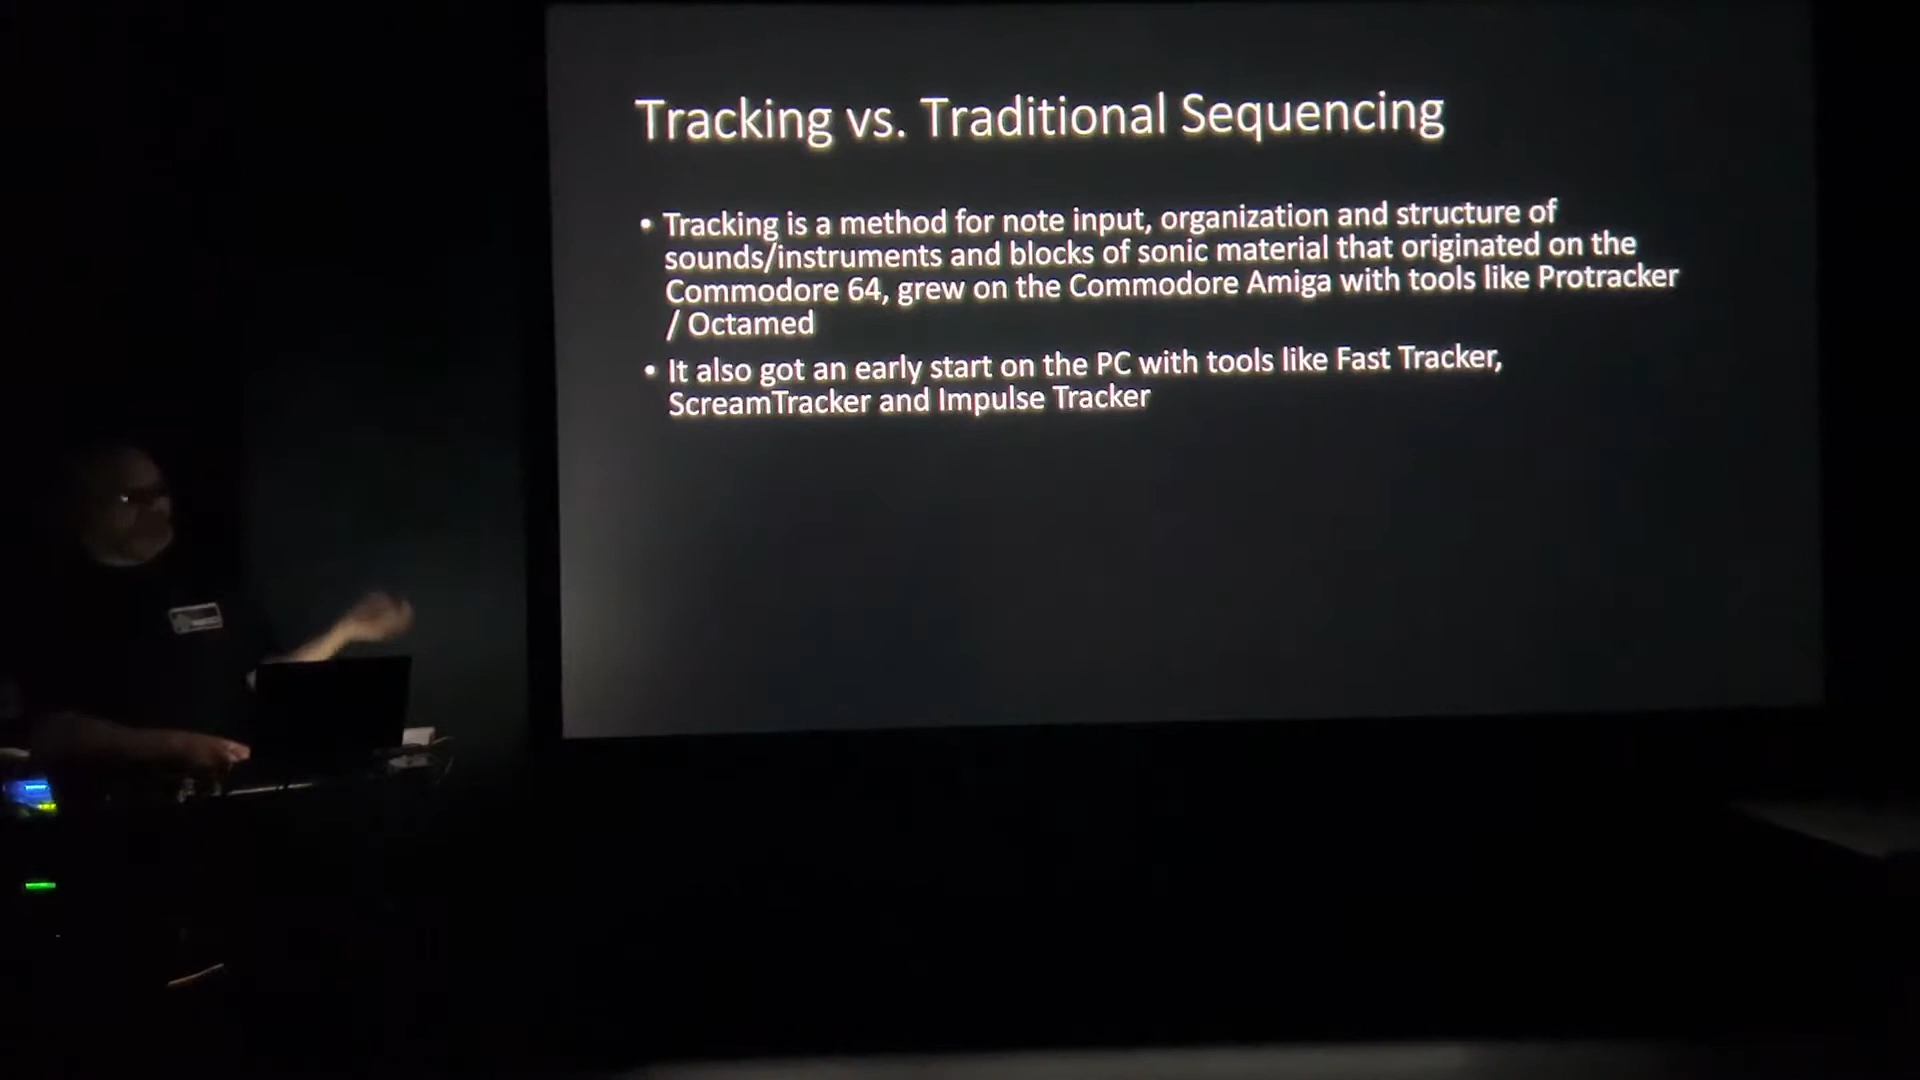 Tracking vs. Traditional Sequencing
• Tracking is a method for note input, organization and structure of
sounds/instruments and blocks of sonic material that originated on the
Commodore 64, grew on the Commodore Amiga with tools like Protracker
/ Octamed
• It also got an early start on the PC with tools like Fast Tracker,
ScreamTracker and Impulse Tracker